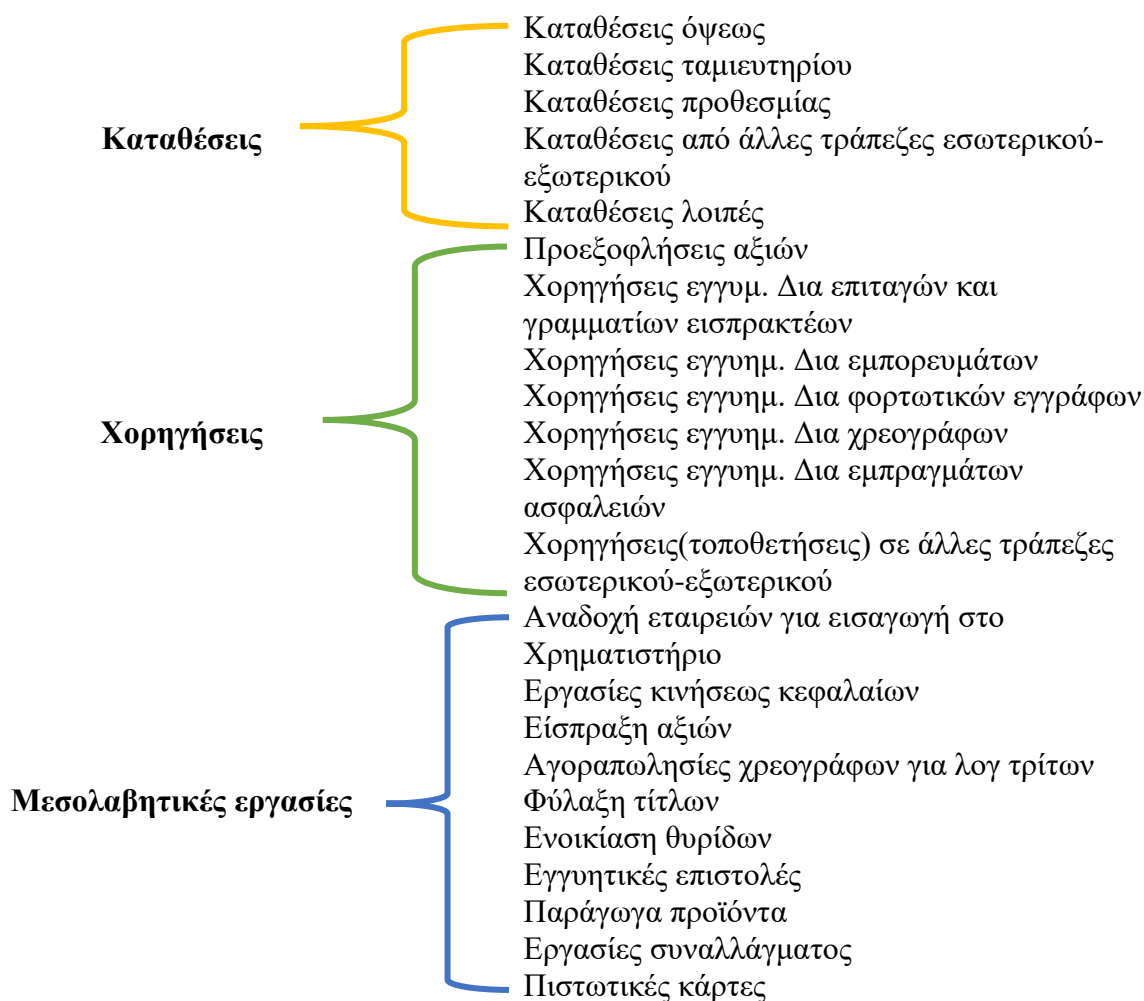 Καταθέσεις
Καταθέσεις όψεως
Καταθέσεις ταμιευτηρίου
Καταθέσεις προθεσμίας
Καταθέσεις από άλλες τράπεζες εσωτερικού-
εξωτερικού
Καταθέσεις λοιπές
Χορηγήσεις
Προεξοφλήσεις αξιών
Χορηγήσεις εγγυμ. Δια επιταγών και
γραμματίων εισπρακτέων
Χορηγήσεις εγγυημ. Δια εμπορευμάτων
Χορηγήσεις εγγυημ. Δια φορτωτικών εγγράφων
Χορηγήσεις εγγυημ. Δια χρεογράφων
Χορηγήσεις εγγυημ. Δια εμπραγμάτων
ασφαλειών
Χορηγήσεις(τοποθετήσεις) σε άλλες τράπεζες
εσωτερικού-εξωτερικού
Μεσολαβητικές εργασίες
Αναδοχή εταιρειών για εισαγωγή στο
Χρηματιστήριο
Εργασίες κινήσεως κεφαλαίων
Είσπραξη αξιών
Αγοραπωλησίες χρεογράφων για λογ τρίτων
Φύλαξη τίτλων
Ενοικίαση θυρίδων
Εγγυητικές επιστολές
Παράγωγα προϊόντα
Εργασίες συναλλάγματος
Πιστωτικές κάρτες